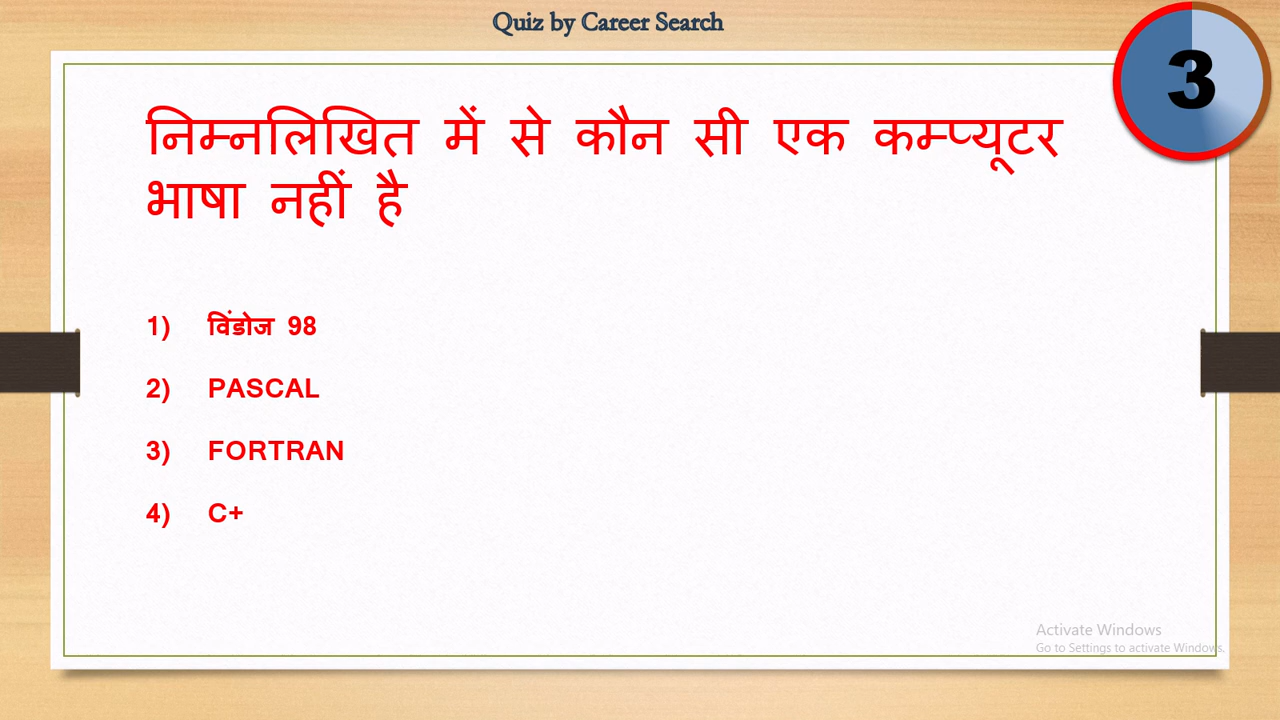 Quiz by Career Search
3
निम्नलिखित में से कौन सी एक कम्प्यूटर
भाषा नहीं है
1) विंडोज 98
2) PASCAL
3) FORTRAN
4) C+
Activate Windows
Go to Settings to activate Windows.